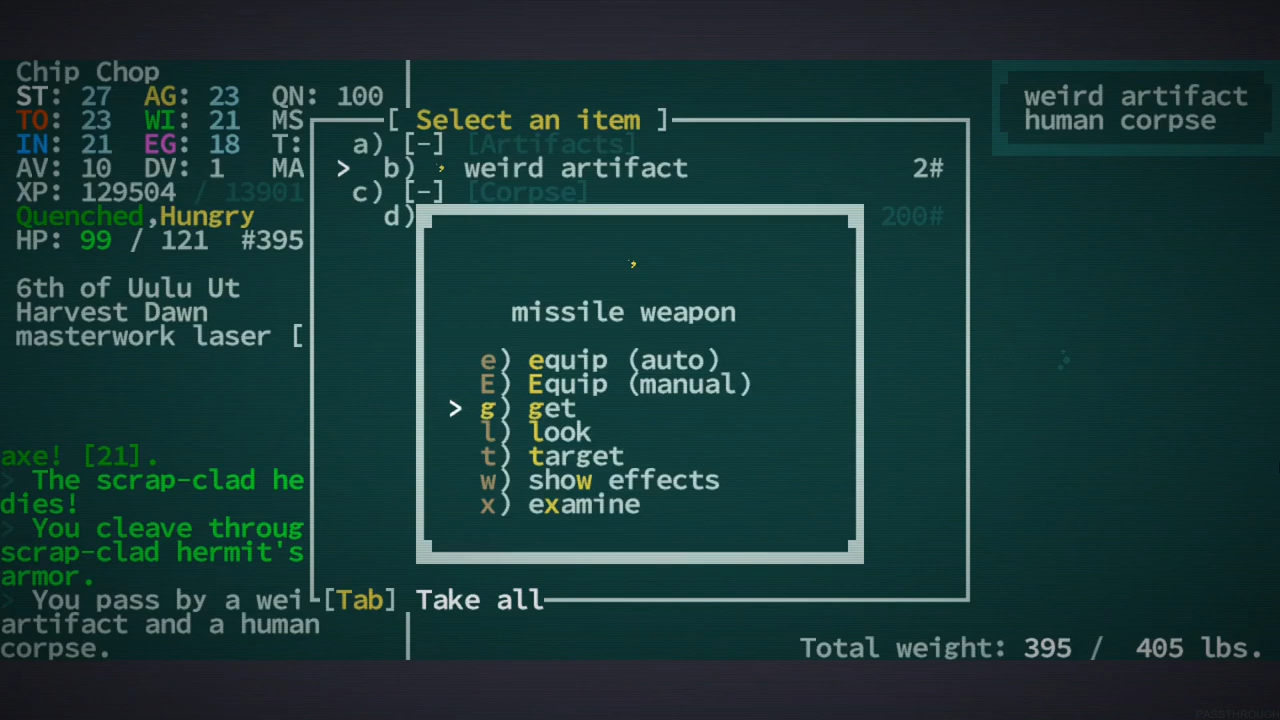 Chip Chop
ST: 27 AG: 23 QN: 100
TO: 23 WI: 21 MS
IN: 21 EG: 18 T:
AV: 10 DV: 1 MA
XP: 129504 / 13901
Quenched, Hungry
HP: 99 / 121 #395
6th of Uulu Ut
Harvest Dawn
masterwork laser [
axe! [21].
> The scrap-clad he
dies!
> You cleave throug
scrap-clad hermit's
armor.
> You pass by a wei
artifact and a human
corpse.
[ Select an item ]
a) [-] [Artifacts]
> b) weird artifact 2#
c) [-] [Corpse]
d) 200#
missile weapon
e) equip (auto)
E) Equip (manual)
> g) get
l) look
t) target
w) show effects
x) examine
[Tab] Take all
weird artifact
human corpse
Total weight: 395 / 405 lbs.